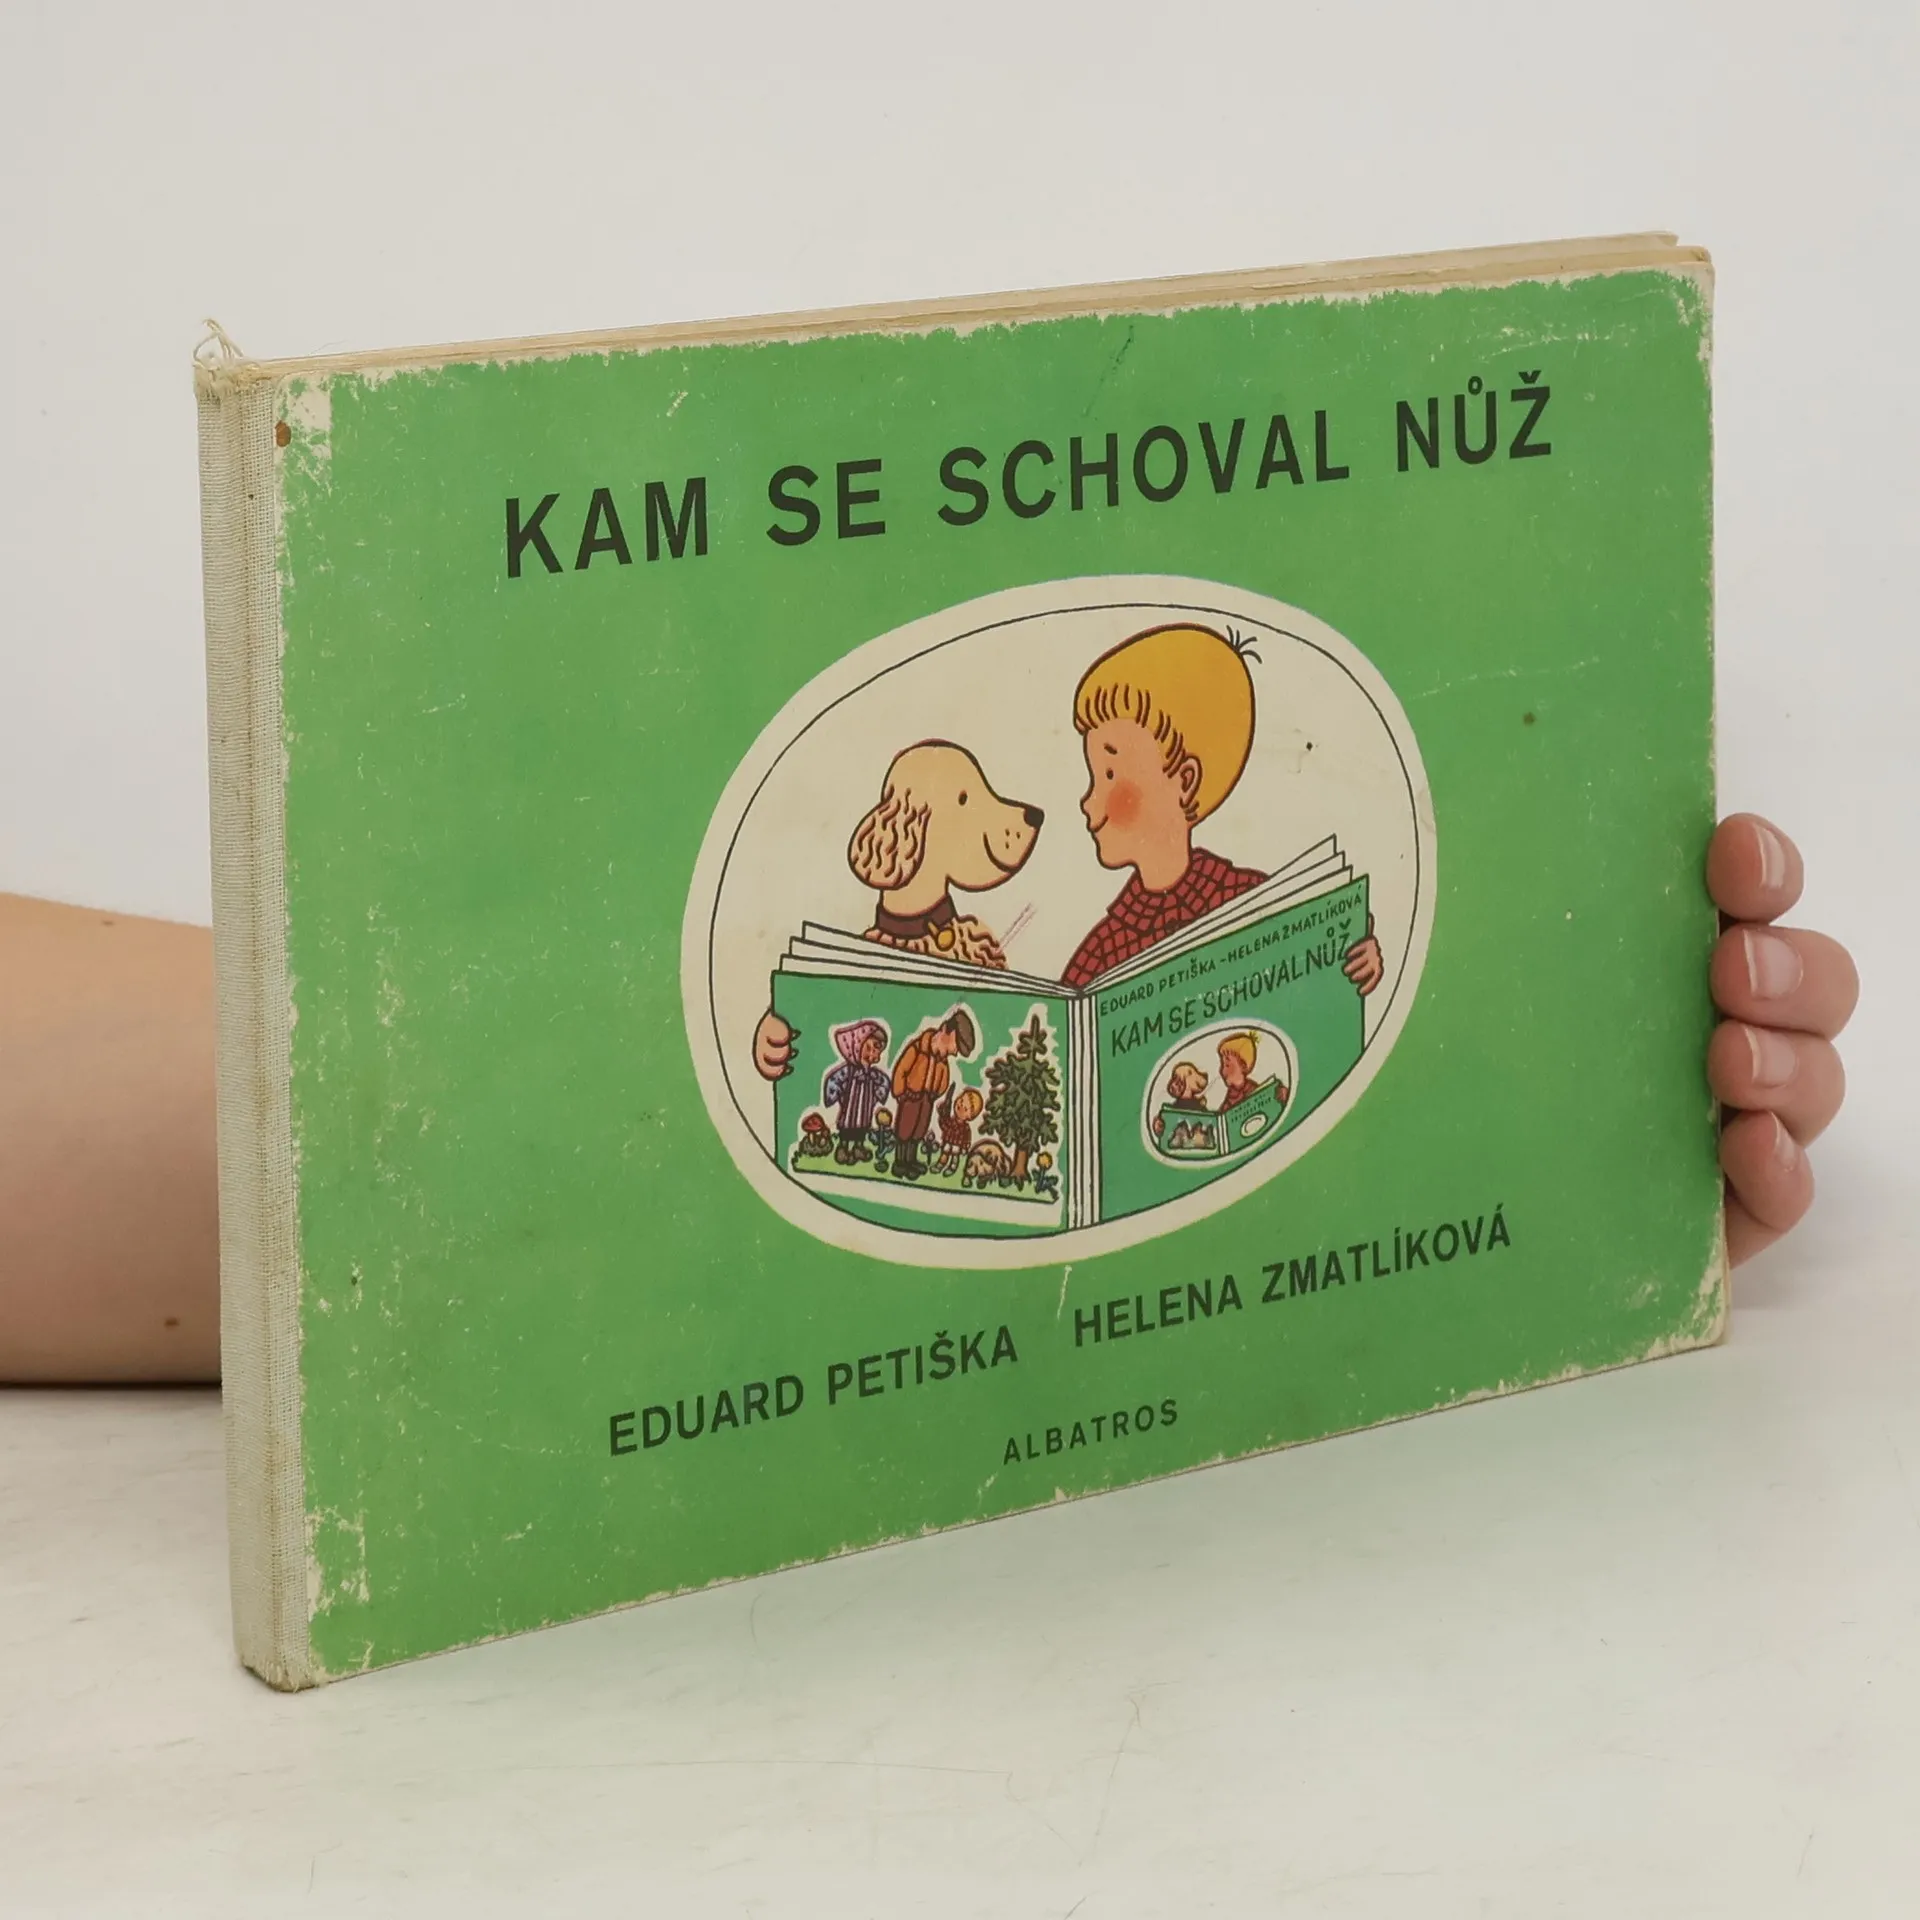 KAM SE SCHOVAL NŮŽ
EDUARD PETIŠKA - HELENA ZMATLÍKOVÁ
KAM SE SCHOVAL NŮŽ
EDUARD PETIŠKA HELENA ZMATLÍKOVÁ
ALBATROS